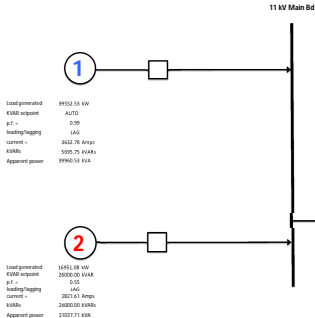 11 kV Main Bd
1
Load generated 39552.53 kW
KVAR setpoint AUTO
p.f. = 0.99
leading/lagging LAG
current = 3632.78 Amps
kVARs 5695.75 kVARs
Apparent power 39960.53 kVA
2
Load generated 16951.08 kW
KVAR setpoint 26000.00 kVAR
p.f. = 0.55
leading/lagging LAG
current = 2821.61 Amps
kVARs 26000.00 kVARs
Apparent power 31037.71 kVA